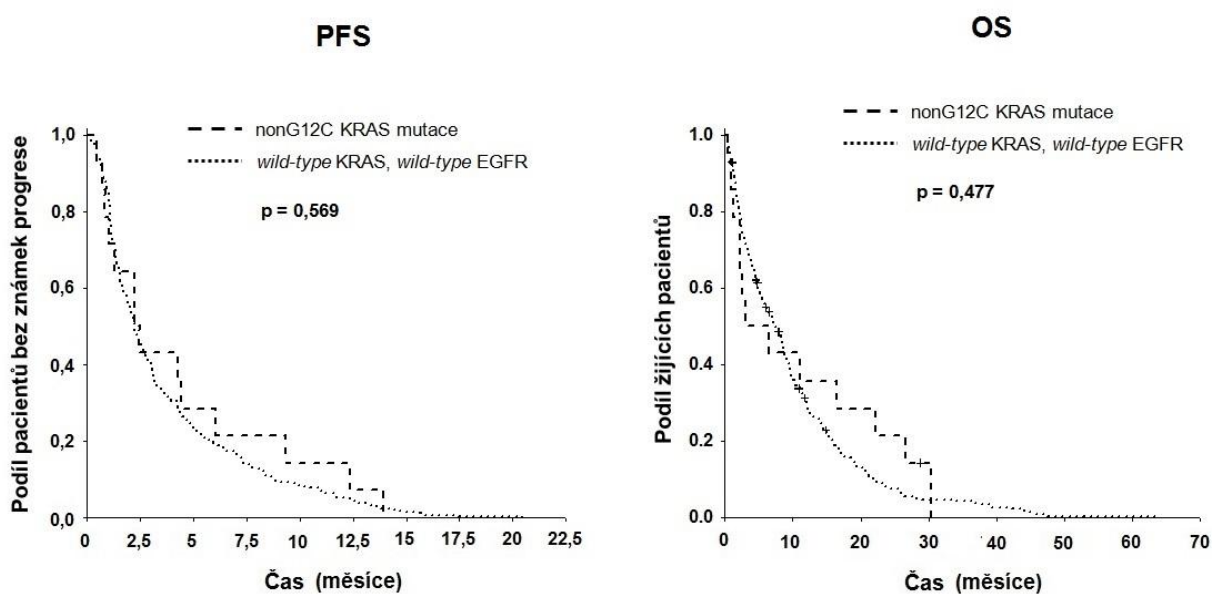 PFS
nonG12C KRAS mutace
wild-type KRAS, wild-type EGFR
p = 0,569
Podíl pacientů bez známek progrese
1,0
0,8
0,6
0,4
0,2
0,0
0 2,5 5 7,5 10 12,5 15 17,5 20 22,5
Čas (měsíce)
OS
nonG12C KRAS mutace
wild-type KRAS, wild-type EGFR
p = 0,477
Podíl žijících pacientů
1.0
0.8
0.6
0.4
0.2
0.0
0 10 20 30 40 50 60 70
Čas (měsíce)